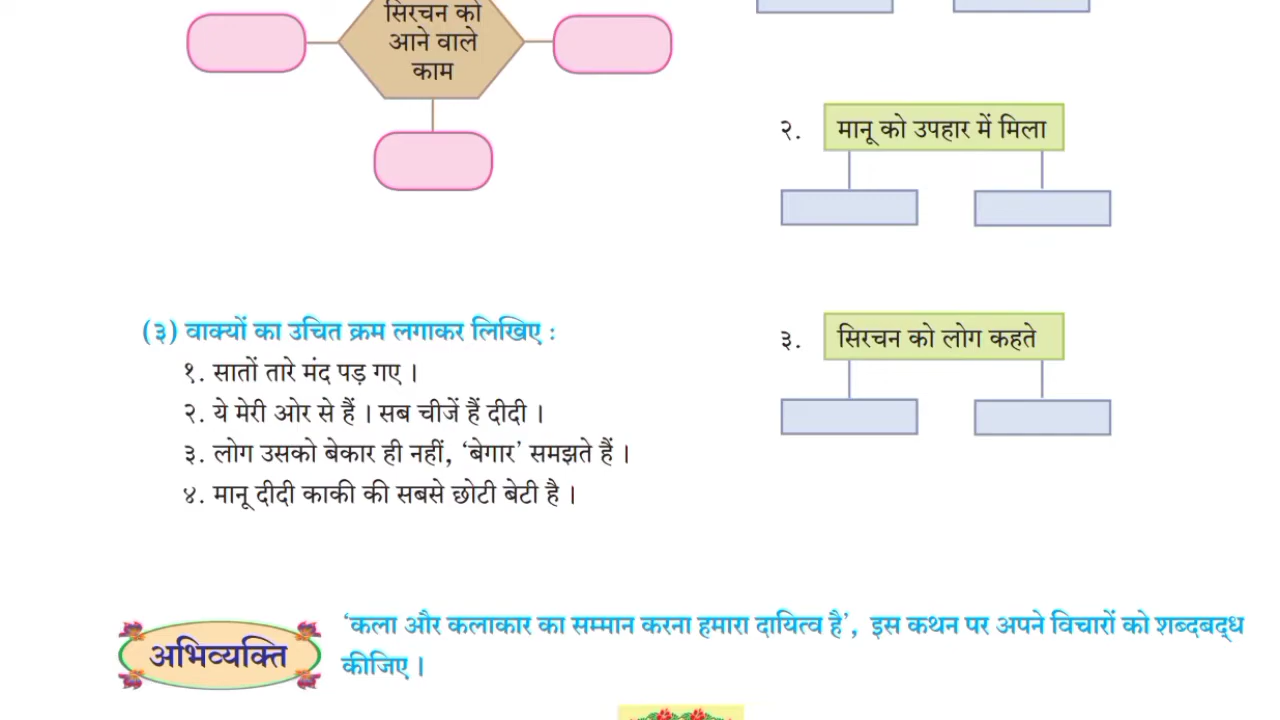 सिरचन को
आने वाले
काम
२. मानू को उपहार में मिला
(३) वाक्यों का उचित क्रम लगाकर लिखिए :
१. सातों तारे मंद पड़ गए ।
२. ये मेरी ओर से हैं । सब चीजें हैं दीदी ।
३. लोग उसको बेकार ही नहीं, ‘बेगार’ समझते हैं ।
४. मानू दीदी काकी की सबसे छोटी बेटी है ।
३. सिरचन को लोग कहते
अभिव्यक्ति
‘कला और कलाकार का सम्मान करना हमारा दायित्व है’, इस कथन पर अपने विचारों को शब्दबद्ध
कीजिए ।